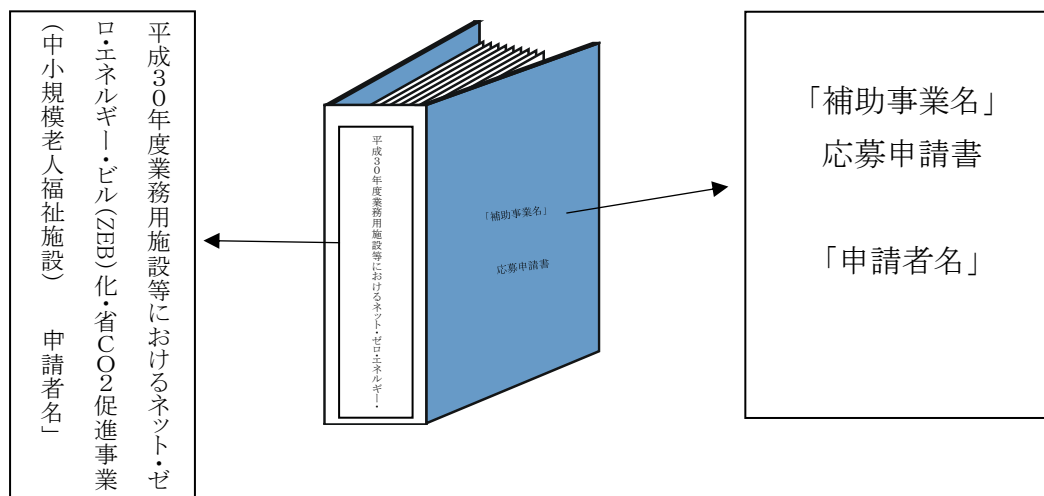 平成３０年度業務用施設等におけるネット・ゼ
ロ・エネルギー・ビル(ZEB)化・省ＣＯ２促進事業
（中小規模老人福祉施設）　申請者名」
平成３０年度業務用施設等におけるネット・ゼロ・エネルギー・
「補助事業名」
応募申請書
「補助事業名」
応募申請書
「申請者名」